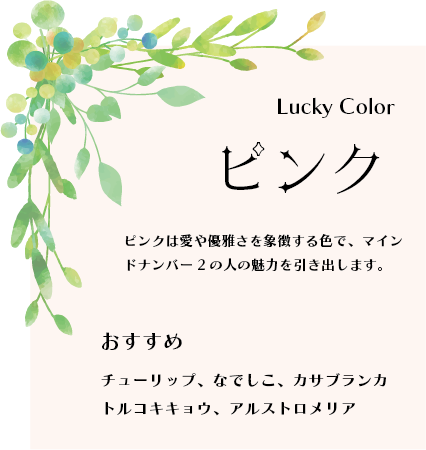 Lucky Color
ピンク
ピンクは愛や優雅さを象徴する色で、マイン
ドナンバー２の人の魅力を引き出します。
おすすめ
チューリップ、なでしこ、カサブランカ
トルコキキョウ、アルストロメリア